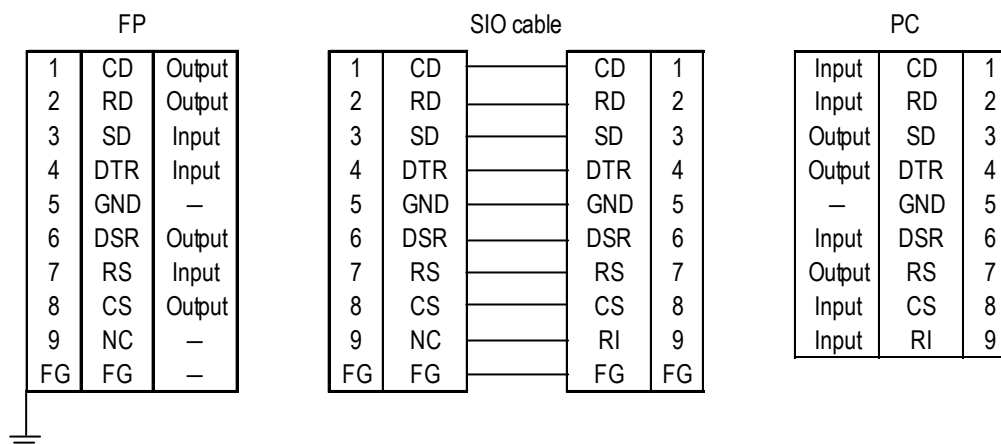 FP SIO cable PC
1 CD Output 1 CD CD 1 Input CD 1
2 RD Output 2 RD RD 2 Input RD 2
3 SD Input 3 SD SD 3 Output SD 3
4 DTR Input 4 DTR DTR 4 Output DTR 4
5 GND — 5 GND GND 5 — GND 5
6 DSR Output 6 DSR DSR 6 Input DSR 6
7 RS Input 7 RS RS 7 Output RS 7
8 CS Output 8 CS CS 8 Input CS 8
9 NC — 9 NC RI 9 Input RI 9
FG FG — FG FG FG FG